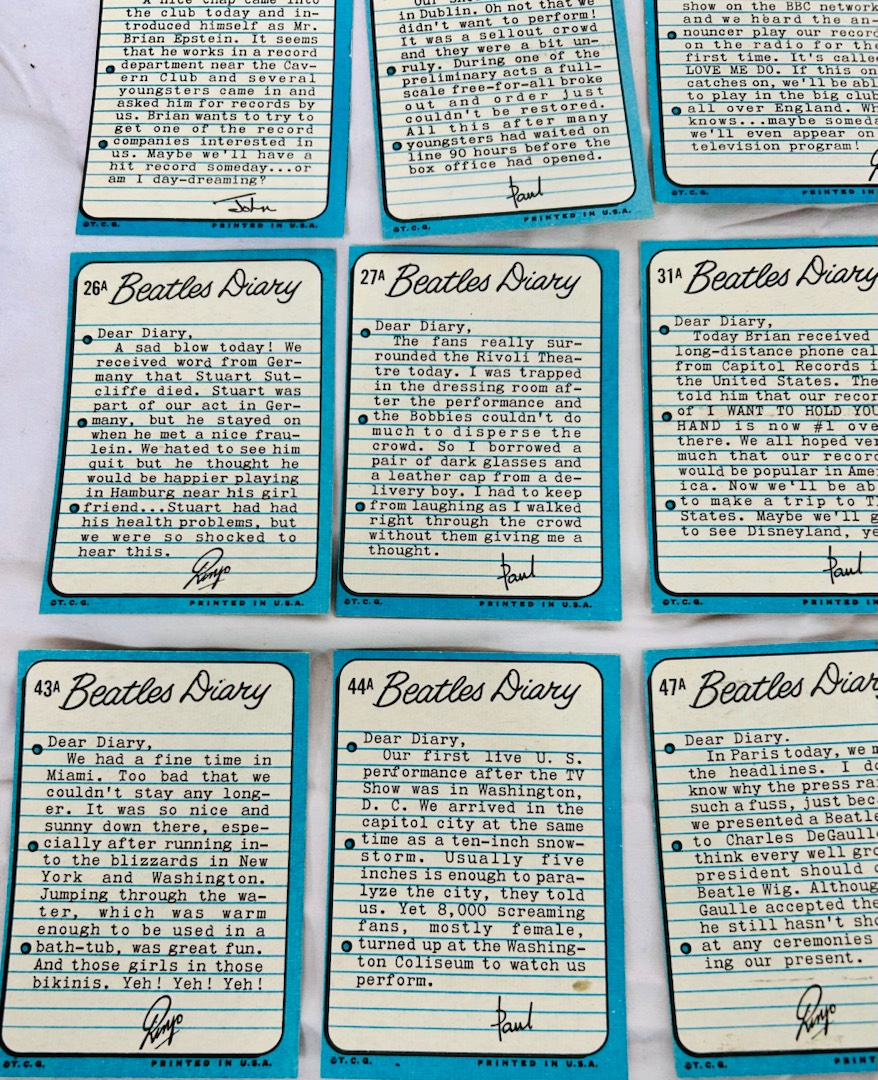 A nice chap came into
the club today and in-
troduced himself as Mr.
Brian Epstein. It seems
that he works in a record
department near the Cav-
ern Club and several
youngsters came in and
asked him for records by
us. Brian wants to try to
get one of the record
companies interested in
us. Maybe we'll have a
hit record someday...or
am I day-dreaming?
John
©T.C.G. PRINTED IN U.S.A.
in Dublin. Oh not that we
didn't want to perform!
It was a sellout crowd
and they were a bit un-
ruly. During one of the
preliminary acts a full-
scale free-for-all broke
out and order just
couldn't be restored.
All this after many
youngsters had waited on
line 90 hours before the
box office had opened.
Paul
©T.C.G. PRINTED IN U.S.A.
show on the BBC network
and we heard the an-
nouncer play our record
on the radio for the
first time. It's called
LOVE ME DO. If this on
catches on, we'll be abl
to play in the big club
all over England. Wh
knows...maybe someda
we'll even appear on
television program!
©T.C.G. PRINTED IN
26A Beatles Diary
Dear Diary,
A sad blow today! We
received word from Ger-
many that Stuart Sut-
cliffe died. Stuart was
part of our act in Ger-
many, but he stayed on
when he met a nice frau-
lein. We hated to see him
quit but he thought he
would be happier playing
in Hamburg near his girl
friend...Stuart had had
his health problems, but
we were so shocked to
hear this.
Ringo
©T.C.G. PRINTED IN U.S.A.
27A Beatles Diary
Dear Diary,
The fans really sur-
rounded the Rivoli Thea-
tre today. I was trapped
in the dressing room af-
ter the performance and
the Bobbies couldn't do
much to disperse the
crowd. So I borrowed a
pair of dark glasses and
a leather cap from a de-
livery boy. I had to keep
from laughing as I walked
right through the crowd
without them giving me a
thought.
Paul
©T.C.G. PRINTED IN U.S.A.
31A Beatles Diary
Dear Diary,
Today Brian received
long-distance phone cal
from Capitol Records i
the United States. The
told him that our recor
of I WANT TO HOLD YOU
HAND is now #1 ove
there. We all hoped ver
much that our record
would be popular in Amer
ica. Now we'll be ab
to make a trip to T
States. Maybe we'll g
to see Disneyland, ye
Paul
©T.C.G. PRINTED IN
43A Beatles Diary
Dear Diary,
We had a fine time in
Miami. Too bad that we
couldn't stay any long-
er. It was so nice and
sunny down there, espe-
cially after running in-
to the blizzards in New
York and Washington.
Jumping through the wa-
ter, which was warm
enough to be used in a
bath-tub, was great fun.
And those girls in those
bikinis. Yeh! Yeh! Yeh!
Ringo
©T.C.G. PRINTED IN U.S.A.
44A Beatles Diary
Dear Diary,
Our first live U. S.
performance after the TV
Show was in Washington,
D. C. We arrived in the
capitol city at the same
time as a ten-inch snow-
storm. Usually five
inches is enough to para-
lyze the city, they told
us. Yet 8,000 screaming
fans, mostly female,
turned up at the Washing-
ton Coliseum to watch us
perform.
Paul
©T.C.G. PRINTED IN U.S.A.
47A Beatles Diar
Dear Diary.
In Paris today, we m
the headlines. I do
know why the press ra
such a fuss, just beca
we presented a Beatle
to Charles DeGaulle
think every well gro
president should
Beatle Wig. Althoug
Gaulle accepted the
he still hasn't sho
at any ceremonies
ing our present.
Ringo
©T.C.G. PRINT